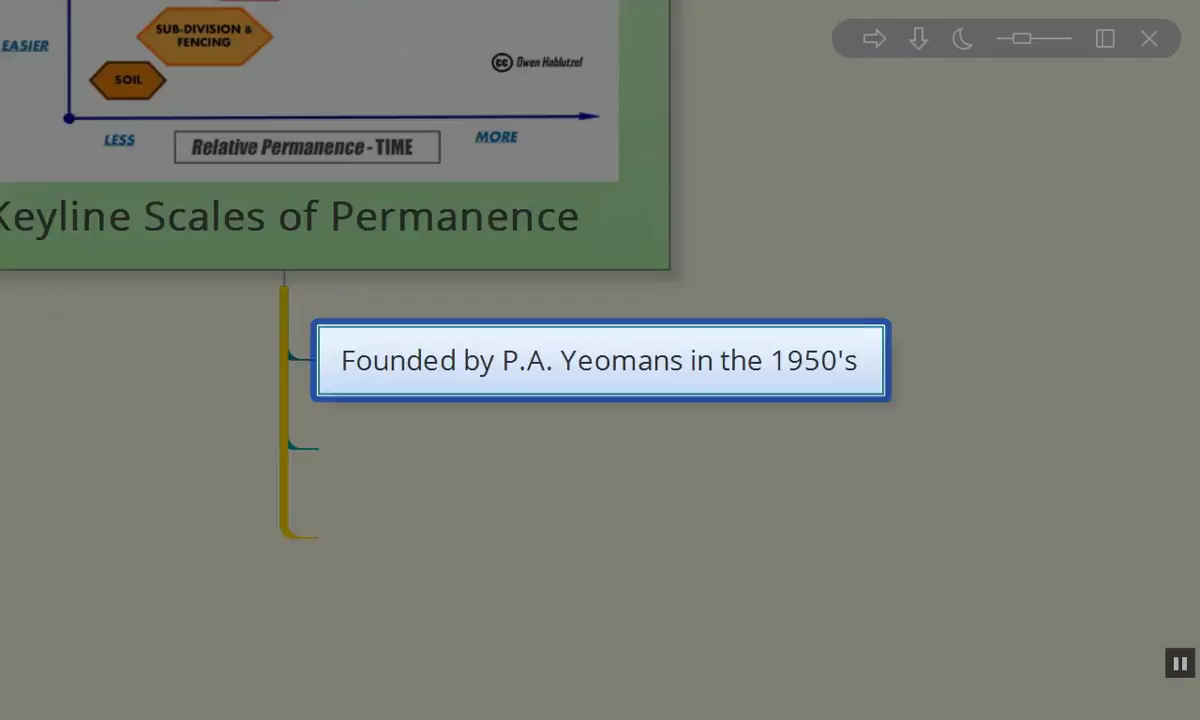 SUB-DIVISION &
FENCING
EASIER
SOIL
cc Owen Hablutzel
LESS
MORE
Relative Permanence - TIME
Keyline Scales of Permanence
Founded by P.A. Yeomans in the 1950's